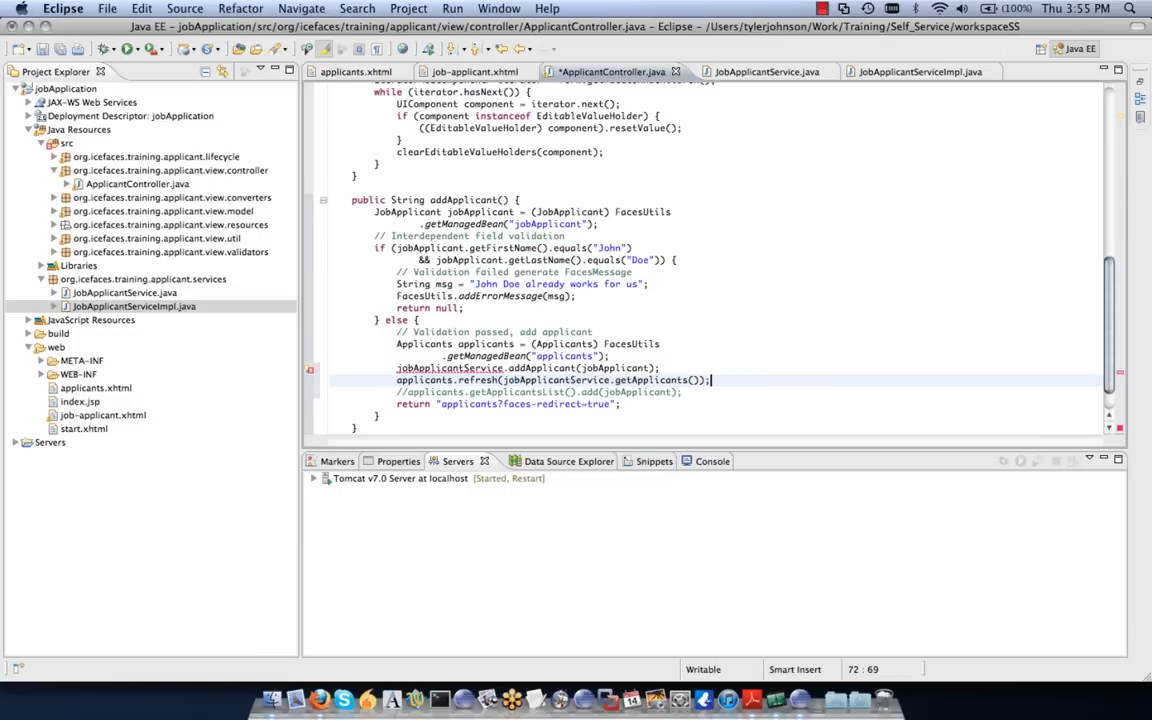 Eclipse File Edit Source Refactor Navigate Search Project Run Window Help (100%) Thu 3:55 PM
Java EE – jobApplication/src/org/icefaces/training/applicant/view/controller/ApplicantController.java – Eclipse – /Users/tylerjohnson/Work/Training/Self_Service/workspaceSS
Java EE
Project Explorer
applicants.xhtml job-applicant.xhtml *ApplicantController.java JobApplicantService.java JobApplicantServiceImpl.java
jobApplication
JAX-WS Web Services
Deployment Descriptor: jobApplication
Java Resources
src
org.icefaces.training.applicant.lifecycle
org.icefaces.training.applicant.view.controller
ApplicantController.java
org.icefaces.training.applicant.view.converters
org.icefaces.training.applicant.view.model
org.icefaces.training.applicant.view.resources
org.icefaces.training.applicant.view.util
org.icefaces.training.applicant.view.validators
Libraries
org.icefaces.training.applicant.services
JobApplicantService.java
JobApplicantServiceImpl.java
JavaScript Resources
build
web
META-INF
WEB-INF
applicants.xhtml
index.jsp
job-applicant.xhtml
start.xhtml
Servers
while (iterator.hasNext()) {
UIComponent component = iterator.next();
if (component instanceof EditableValueHolder) {
((EditableValueHolder) component).resetValue();
}
clearEditableValueHolders(component);
}
}
public String addApplicant() {
JobApplicant jobApplicant = (JobApplicant) FacesUtils
.getManagedBean("jobApplicant");
// Interdependent field validation
if (jobApplicant.getFirstName().equals("John")
&& jobApplicant.getLastName().equals("Doe")) {
// Validation failed generate FacesMessage
String msg = "John Doe already works for us";
FacesUtils.addErrorMessage(msg);
return null;
} else {
// Validation passed, add applicant
Applicants applicants = (Applicants) FacesUtils
.getManagedBean("applicants");
jobApplicantService.addApplicant(jobApplicant);
applicants.refresh(jobApplicantService.getApplicants());
//applicants.getApplicantsList().add(jobApplicant);
return "applicants?faces-redirect=true";
}
}
Markers Properties Servers Data Source Explorer Snippets Console
Tomcat v7.0 Server at localhost [Started, Restart]
Writable Smart Insert 72 : 69